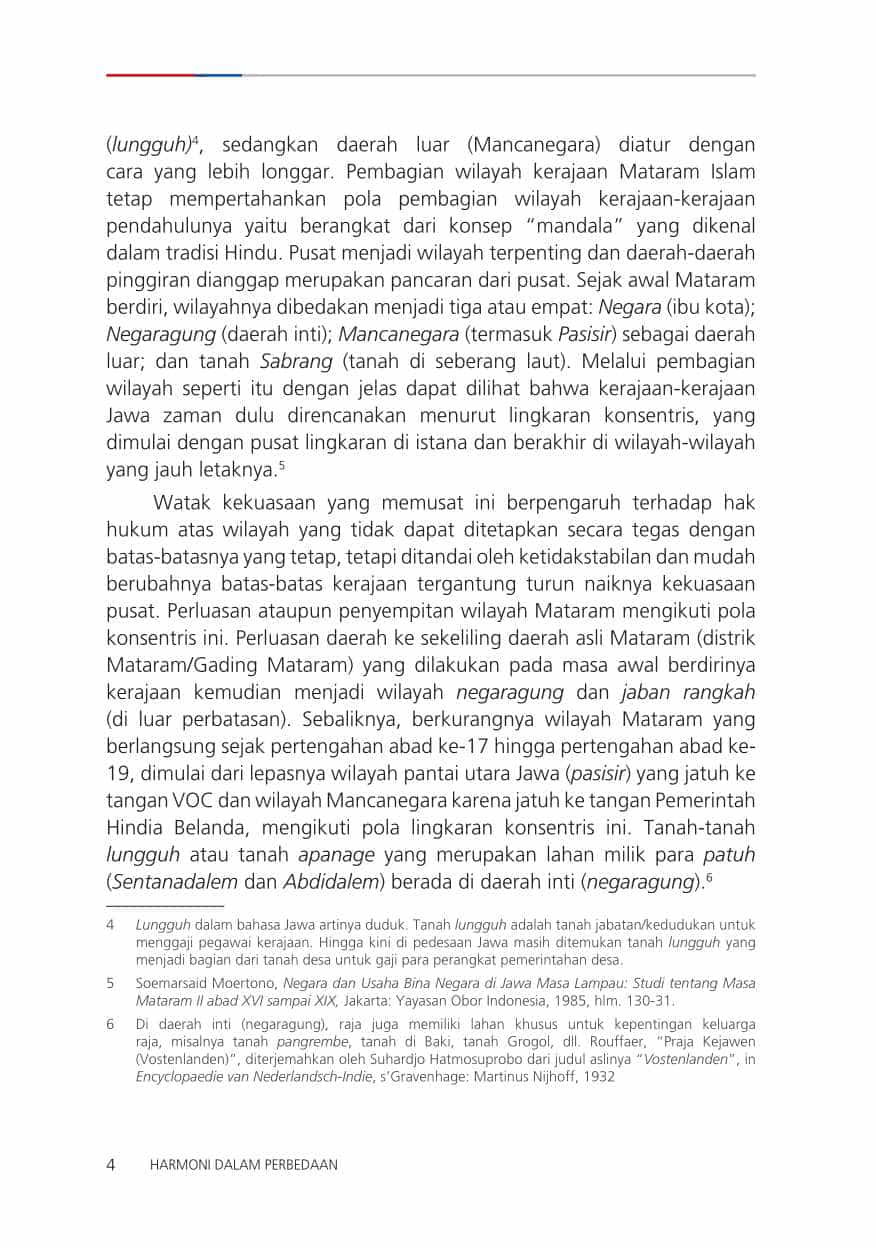 (lungguh)4, sedangkan daerah luar (Mancanegara) diatur dengan
cara yang lebih longgar. Pembagian wilayah kerajaan Mataram Islam
tetap mempertahankan pola pembagian wilayah kerajaan-kerajaan
pendahulunya yaitu berangkat dari konsep “mandala” yang dikenal
dalam tradisi Hindu. Pusat menjadi wilayah terpenting dan daerah-daerah
pinggiran dianggap merupakan pancaran dari pusat. Sejak awal Mataram
berdiri, wilayahnya dibedakan menjadi tiga atau empat: Negara (ibu kota);
Negaragung (daerah inti); Mancanegara (termasuk Pasisir) sebagai daerah
luar; dan tanah Sabrang (tanah di seberang laut). Melalui pembagian
wilayah seperti itu dengan jelas dapat dilihat bahwa kerajaan-kerajaan
Jawa zaman dulu direncanakan menurut lingkaran konsentris, yang
dimulai dengan pusat lingkaran di istana dan berakhir di wilayah-wilayah
yang jauh letaknya.5
Watak kekuasaan yang memusat ini berpengaruh terhadap hak
hukum atas wilayah yang tidak dapat ditetapkan secara tegas dengan
batas-batasnya yang tetap, tetapi ditandai oleh ketidakstabilan dan mudah
berubahnya batas-batas kerajaan tergantung turun naiknya kekuasaan
pusat. Perluasan ataupun penyempitan wilayah Mataram mengikuti pola
konsentris ini. Perluasan daerah ke sekeliling daerah asli Mataram (distrik
Mataram/Gading Mataram) yang dilakukan pada masa awal berdirinya
kerajaan kemudian menjadi wilayah negaragung dan jaban rangkah
(di luar perbatasan). Sebaliknya, berkurangnya wilayah Mataram yang
berlangsung sejak pertengahan abad ke-17 hingga pertengahan abad ke-
19, dimulai dari lepasnya wilayah pantai utara Jawa (pasisir) yang jatuh ke
tangan VOC dan wilayah Mancanegara karena jatuh ke tangan Pemerintah
Hindia Belanda, mengikuti pola lingkaran konsentris ini. Tanah-tanah
lungguh atau tanah apanage yang merupakan lahan milik para patuh
(Sentanadalem dan Abdidalem) berada di daerah inti (negaragung).6
4 Lungguh dalam bahasa Jawa artinya duduk. Tanah lungguh adalah tanah jabatan/kedudukan untuk
menggaji pegawai kerajaan. Hingga kini di pedesaan Jawa masih ditemukan tanah lungguh yang
menjadi bagian dari tanah desa untuk gaji para perangkat pemerintahan desa.
5 Soemarsaid Moertono, Negara dan Usaha Bina Negara di Jawa Masa Lampau: Studi tentang Masa
Mataram II abad XVI sampai XIX, Jakarta: Yayasan Obor Indonesia, 1985, hlm. 130-31.
6 Di daerah inti (negaragung), raja juga memiliki lahan khusus untuk kepentingan keluarga
raja, misalnya tanah pangrembe, tanah di Baki, tanah Grogol, dll. Rouffaer, “Praja Kejawen
(Vostenlanden)”, diterjemahkan oleh Suhardjo Hatmosuprobo dari judul aslinya “Vostenlanden”, in
Encyclopaedie van Nederlandsch-Indie, s’Gravenhage: Martinus Nijhoff, 1932
4 HARMONI DALAM PERBEDAAN